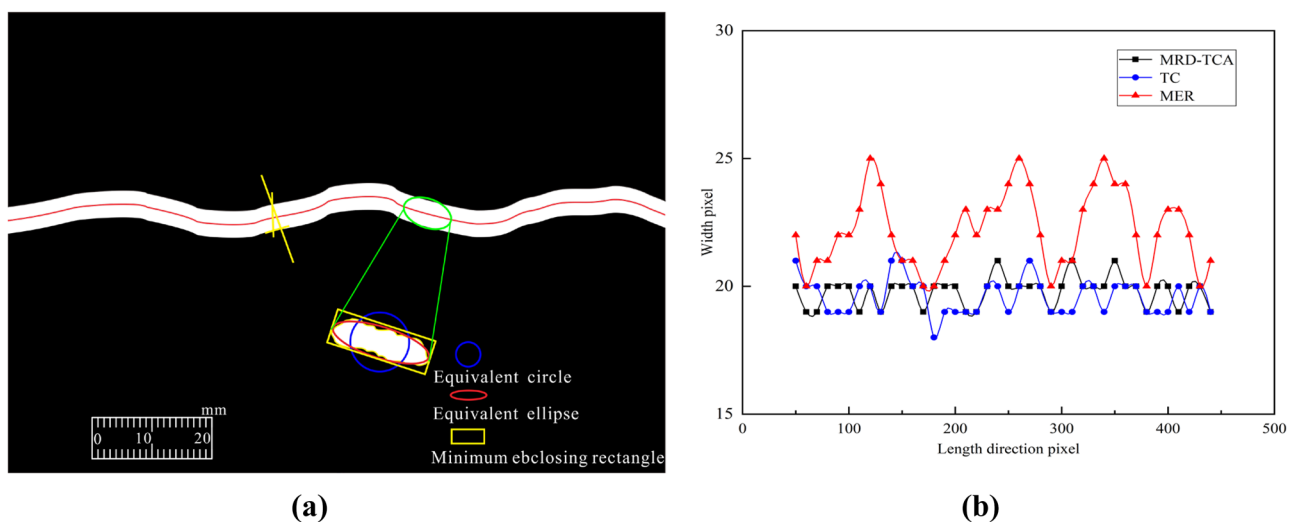 mm
0 10 20
Equivalent circle
Equivalent ellipse
Minimum ebclosing rectangle
(a)
30
25
20
15
Width pixel
MRD-TCA
TC
MER
0 100 200 300 400 500
Length direction pixel
(b)